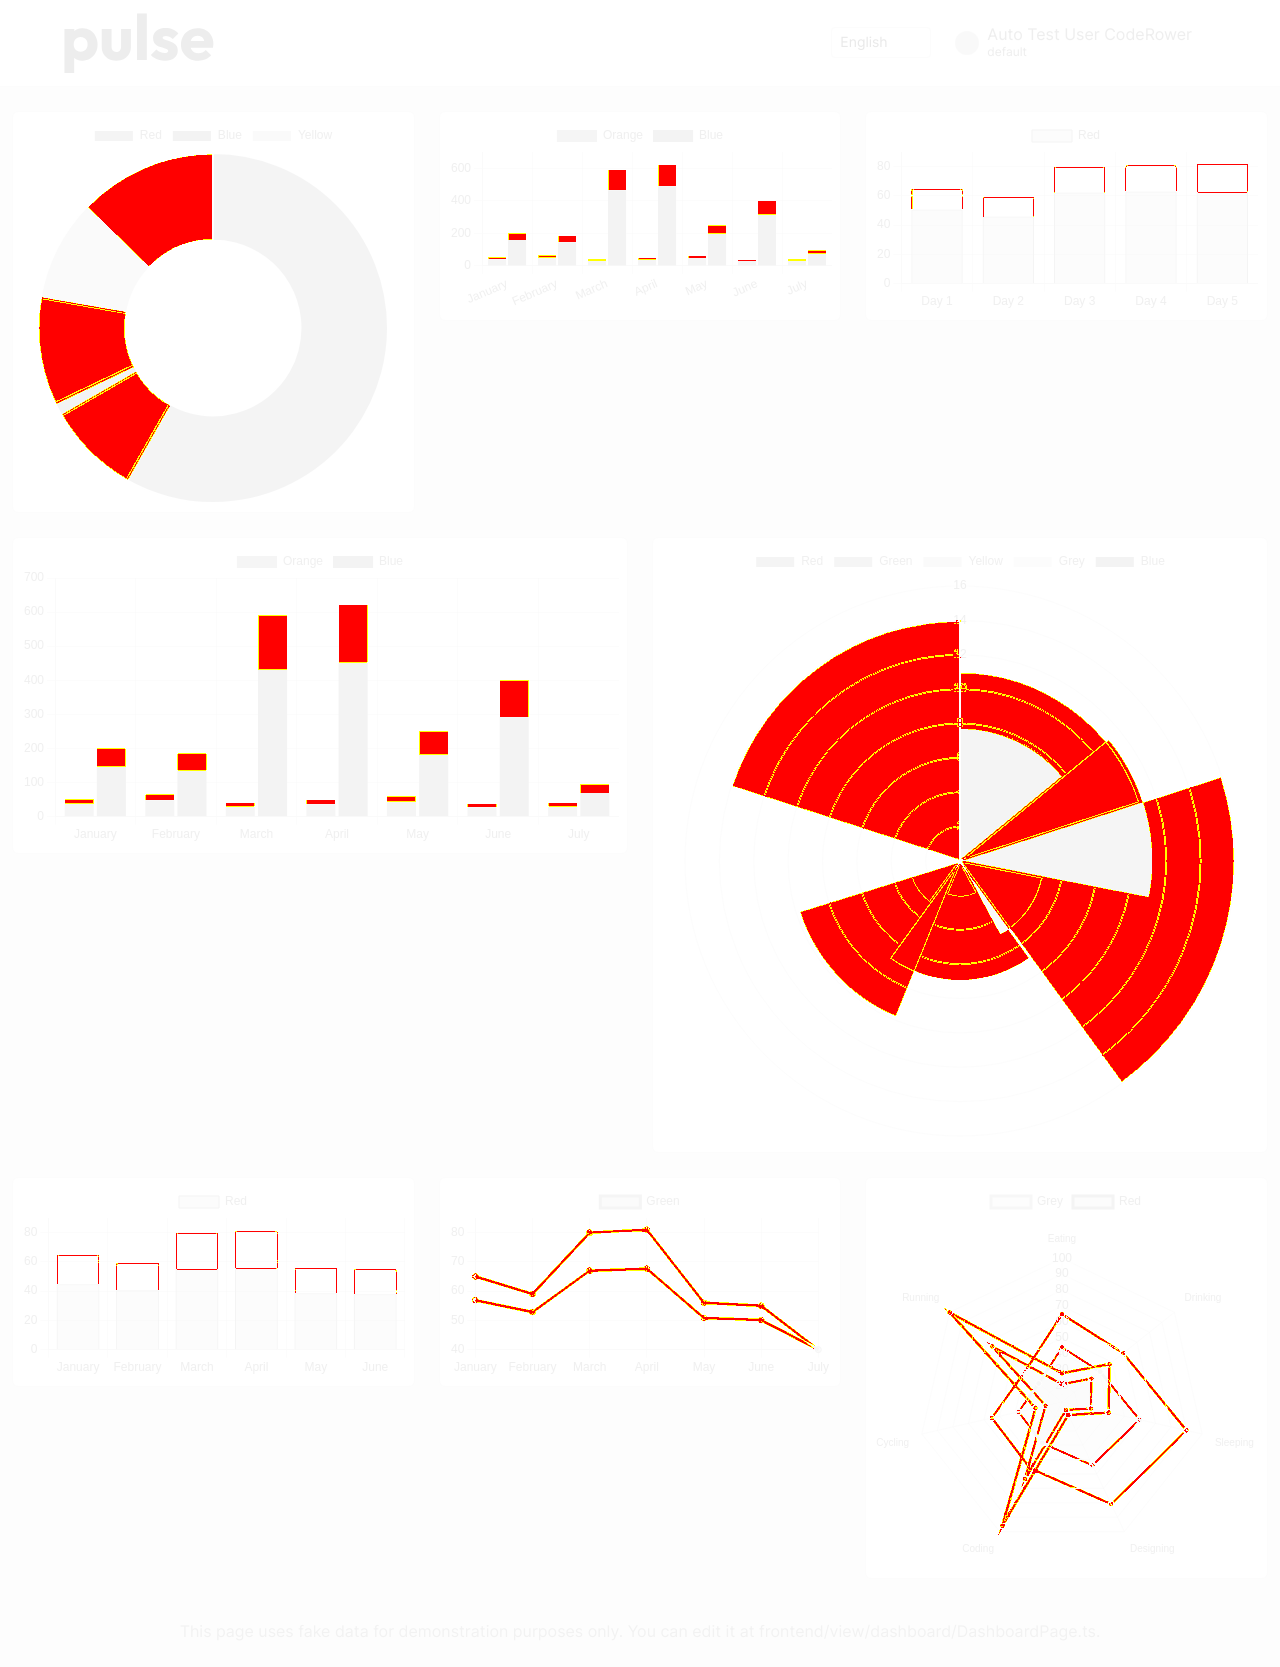 pulse
English
Auto Test User CodeRower
default
Red Blue Yellow
Orange Blue
600
400
200
0
January February March April May June July
Red
80
60
40
20
0
Day 1 Day 2 Day 3 Day 4 Day 5
Orange Blue
700
600
500
400
300
200
100
0
January February March April May June July
Red Green Yellow Grey Blue
16
Red
80
60
40
20
0
January February March April May June
Green
80
70
60
50
40
January February March April May June July
Grey Red
Eating
100
90
80
70
Running
Drinking
Cycling
Sleeping
Coding
Designing
This page uses fake data for demonstration purposes only. You can edit it at frontend/view/dashboard/DashboardPage.ts.